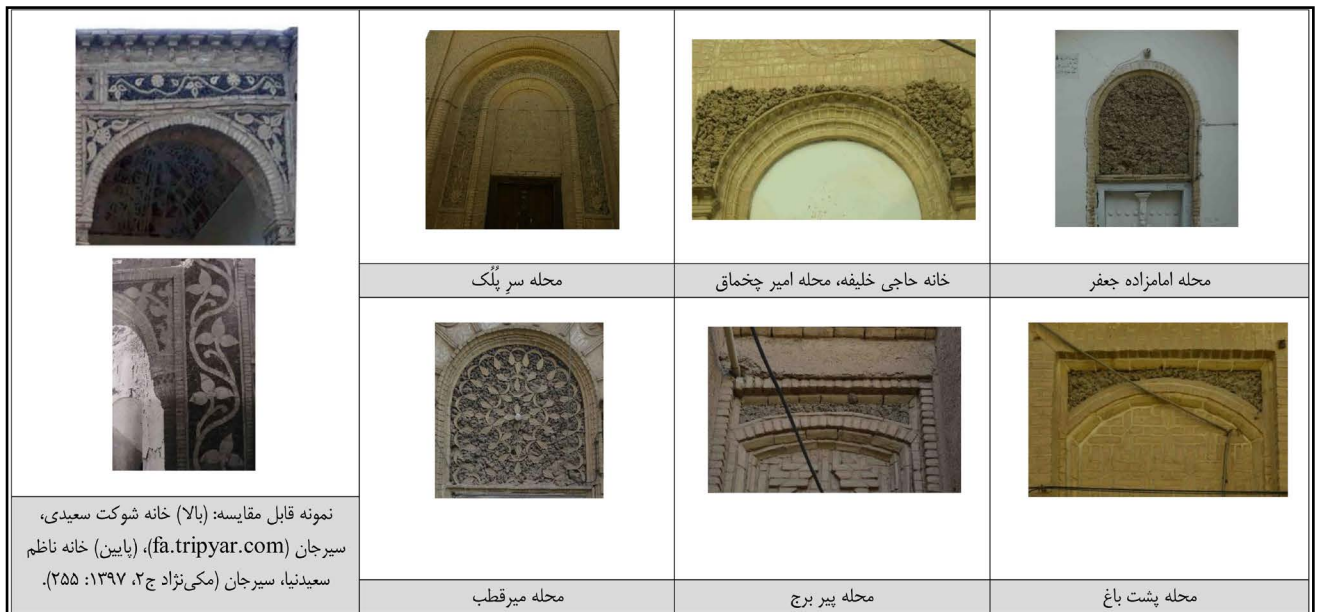 محله امامزاده جعفر
خانه حاجی خلیفه، محله امیر چخماق
محله سرِ پُلُک
محله پشت باغ
محله پیر برج
محله میرقطب
نمونه قابل مقایسه: (بالا) خانه شوکت سعیدی،
سیرجان (fa.tripyar.com)، (پایین) خانه ناظم
سعیدنیا، سیرجان (مکی‌نژاد ج۲، ۱۳۹۷: ۲۵۵).